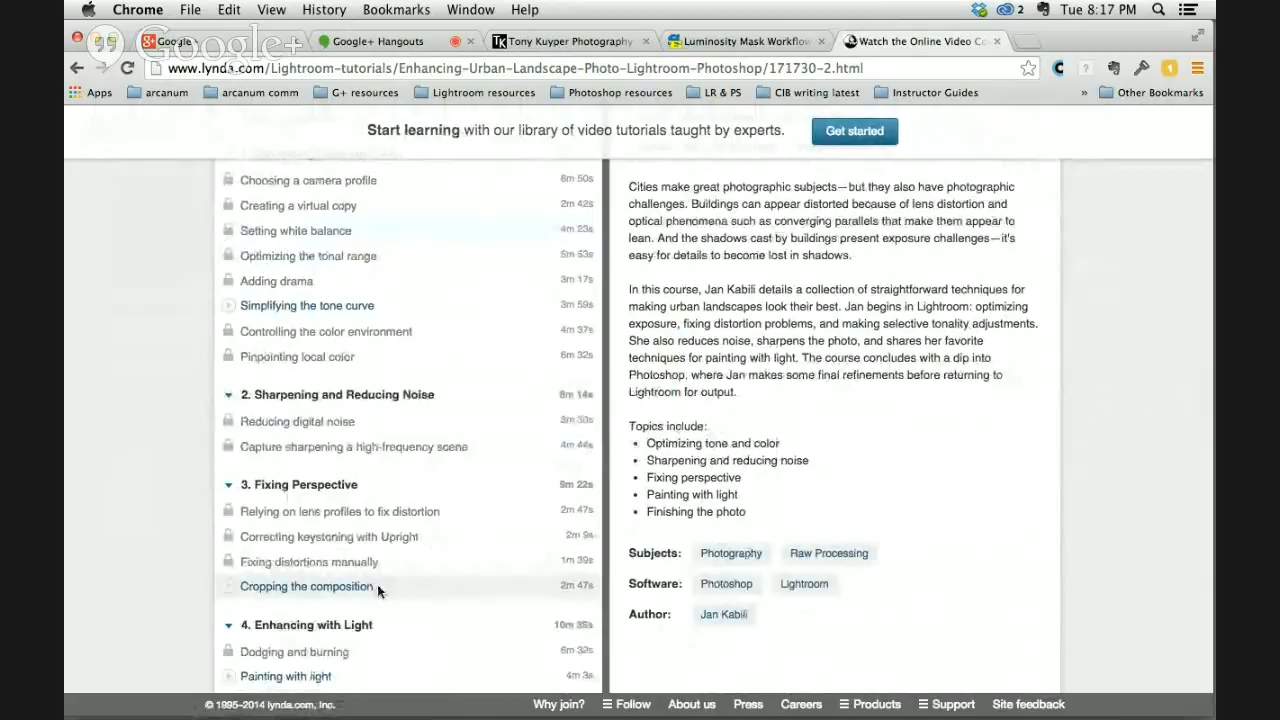 Chrome File Edit View History Bookmarks Window Help 2 Tue 8:17 PM
Google+
Google Google+ Hangouts Tony Kuyper Photography Luminosity Mask Workflow Watch the Online Video Co
www.lynda.com/Lightroom-tutorials/Enhancing-Urban-Landscape-Photo-Lightroom-Photoshop/171730-2.html
Apps arcanum arcanum comm G+ resources Lightroom resources Photoshop resources LR & PS CIB writing latest Instructor Guides » Other Bookmarks
Start learning with our library of video tutorials taught by experts. Get started
Choosing a camera profile 6m 50s
Creating a virtual copy 2m 42s
Setting white balance 4m 23s
Optimizing the tonal range 5m 53s
Adding drama 3m 17s
Simplifying the tone curve 3m 59s
Controlling the color environment 4m 37s
Pinpointing local color 6m 32s
2. Sharpening and Reducing Noise 8m 14s
Reducing digital noise 3m 30s
Capture sharpening a high-frequency scene 4m 44s
3. Fixing Perspective 9m 22s
Relying on lens profiles to fix distortion 2m 47s
Correcting keystoning with Upright 2m 9s
Fixing distortions manually 1m 39s
Cropping the composition 2m 47s
4. Enhancing with Light 10m 35s
Dodging and burning 6m 32s
Painting with light 4m 3s
Cities make great photographic subjects—but they also have photographic
challenges. Buildings can appear distorted because of lens distortion and
optical phenomena such as converging parallels that make them appear to
lean. And the shadows cast by buildings present exposure challenges—it's
easy for details to become lost in shadows.
In this course, Jan Kabili details a collection of straightforward techniques for
making urban landscapes look their best. Jan begins in Lightroom: optimizing
exposure, fixing distortion problems, and making selective tonality adjustments.
She also reduces noise, sharpens the photo, and shares her favorite
techniques for painting with light. The course concludes with a dip into
Photoshop, where Jan makes some final refinements before returning to
Lightroom for output.
Topics include:
• Optimizing tone and color
• Sharpening and reducing noise
• Fixing perspective
• Painting with light
• Finishing the photo
Subjects: Photography Raw Processing
Software: Photoshop Lightroom
Author: Jan Kabili
© 1995–2014 lynda.com, Inc. Why join? Follow About us Press Careers Products Support Site feedback